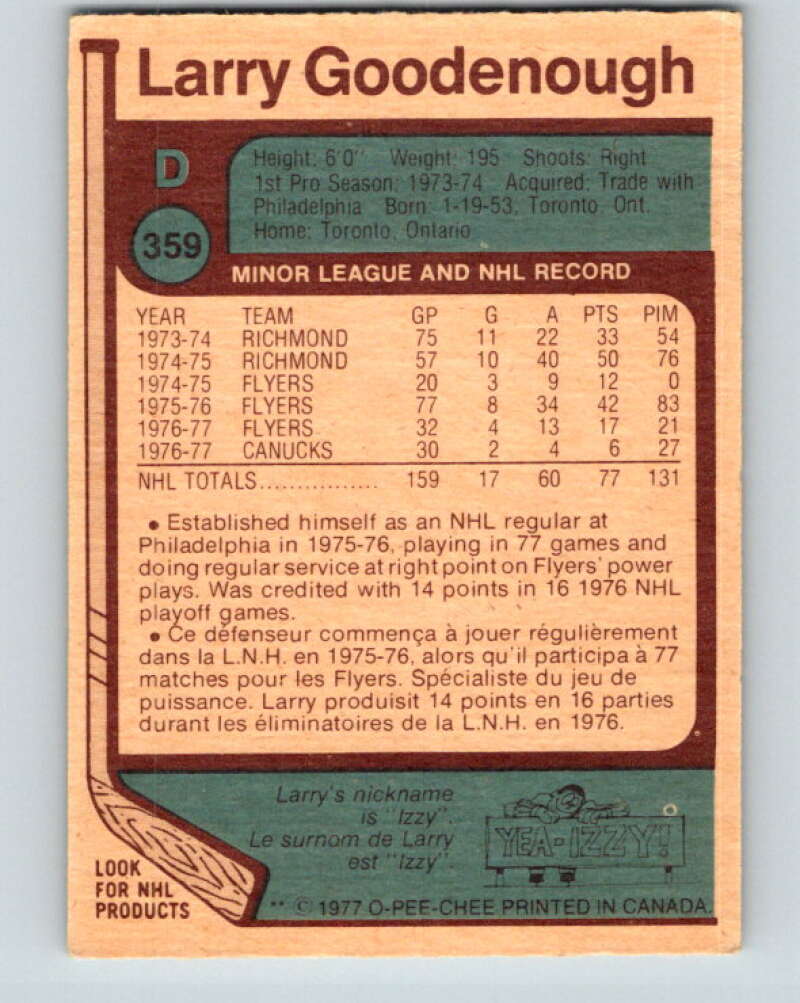 Larry Goodenough
D
359
Height: 6'0" Weight: 195 Shoots: Right
1st Pro Season: 1973-74 Acquired: Trade with
Philadelphia Born: 1-19-53, Toronto, Ont.
Home: Toronto, Ontario
MINOR LEAGUE AND NHL RECORD
YEAR TEAM GP G A PTS PIM
1973-74 RICHMOND 75 11 22 33 54
1974-75 RICHMOND 57 10 40 50 76
1974-75 FLYERS 20 3 9 12 0
1975-76 FLYERS 77 8 34 42 83
1976-77 FLYERS 32 4 13 17 21
1976-77 CANUCKS 30 2 4 6 27
NHL TOTALS................ 159 17 60 77 131
• Established himself as an NHL regular at
Philadelphia in 1975-76, playing in 77 games and
doing regular service at right point on Flyers' power
plays. Was credited with 14 points in 16 1976 NHL
playoff games.
• Ce défenseur commença à jouer régulièrement
dans la L.N.H. en 1975-76, alors qu'il participa à 77
matches pour les Flyers. Spécialiste du jeu de
puissance. Larry produisit 14 points en 16 parties
durant les éliminatoires de la L.N.H. en 1976.
Larry's nickname
is "Izzy".
Le surnom de Larry
est "Izzy".
YEA-IZZY!
LOOK
FOR NHL
PRODUCTS
** © 1977 O-PEE-CHEE PRINTED IN CANADA.